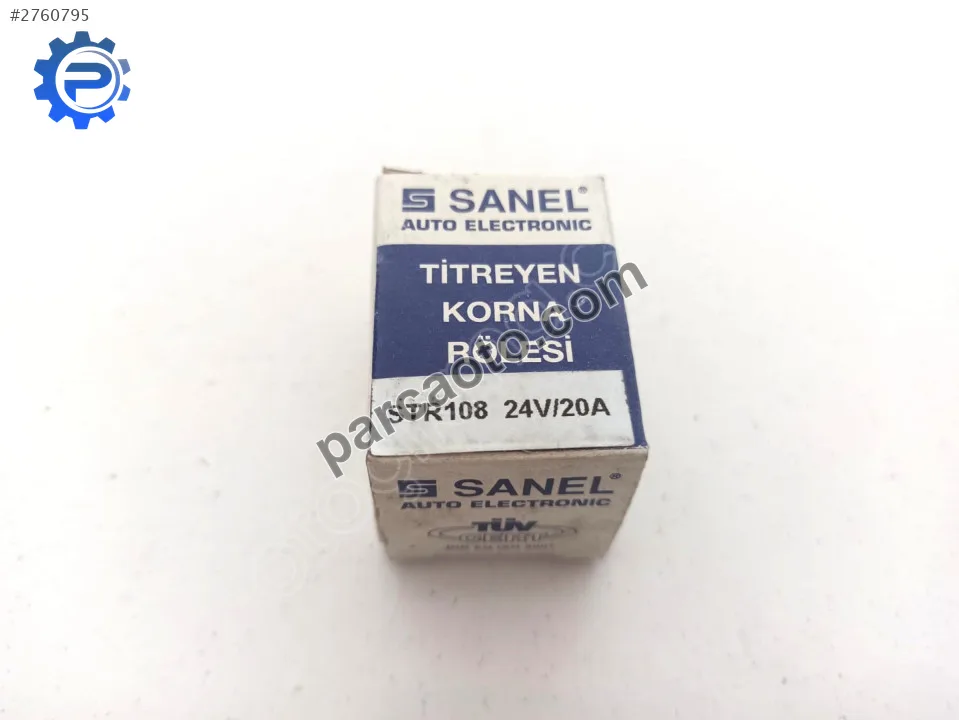 #2760795
SANEL®
AUTO ELECTRONIC
TİTREYEN
KORNA
RÖLESİ
STR108 24V/20A
parcaoto.com
SANEL®
AUTO ELECTRONIC
TÜV